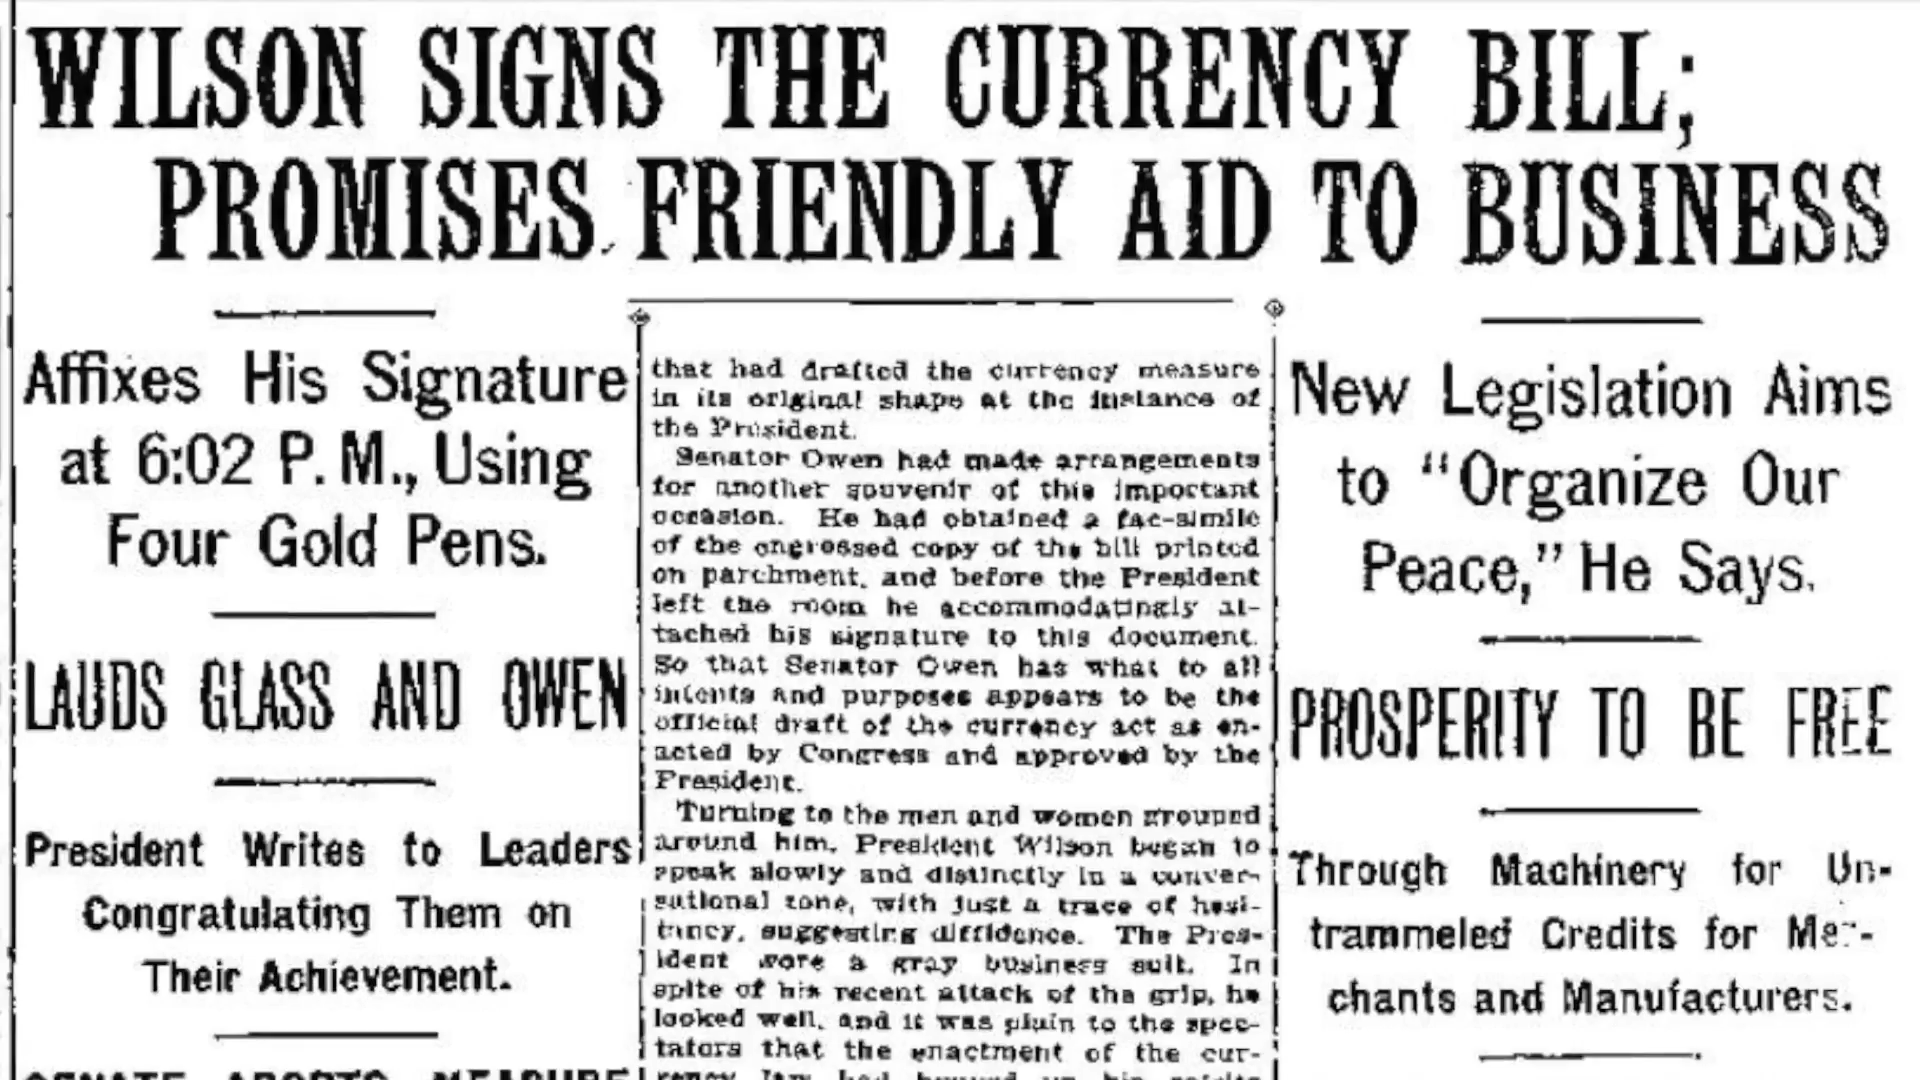 WILSON SIGNS THE CURRENCY BILL;
PROMISES FRIENDLY AID TO BUSINESS
Affixes His Signature
at 6:02 P. M., Using
Four Gold Pens.
LAUDS GLASS AND OWEN
President Writes to Leaders
Congratulating Them on
Their Achievement.
SENATE ADOPTS MEASURE
that had drafted the currency measure
in its original shape at the instance of
the President.
Senator Owen had made arrangements
for another souvenir of this important
occasion. He had obtained a fac-simile
of the engrossed copy of the bill printed
on parchment, and before the President
left the room he accommodatingly at-
tached his signature to this document.
So that Senator Owen has what to all
intents and purposes appears to be the
official draft of the currency act as en-
acted by Congress and approved by the
President.
Turning to the men and women grouped
around him, President Wilson began to
speak slowly and distinctly in a conver-
sational tone, with just a trace of hesi-
tancy, suggesting diffidence. The Pres-
ident wore a gray business suit. In
spite of his recent attack of the grip, he
looked well, and it was plain to the spec-
tators that the enactment of the cur-
rency law had
New Legislation Aims
to "Organize Our
Peace," He Says.
PROSPERITY TO BE FREE
Through Machinery for Un-
trammeled Credits for Mer-
chants and Manufacturers.